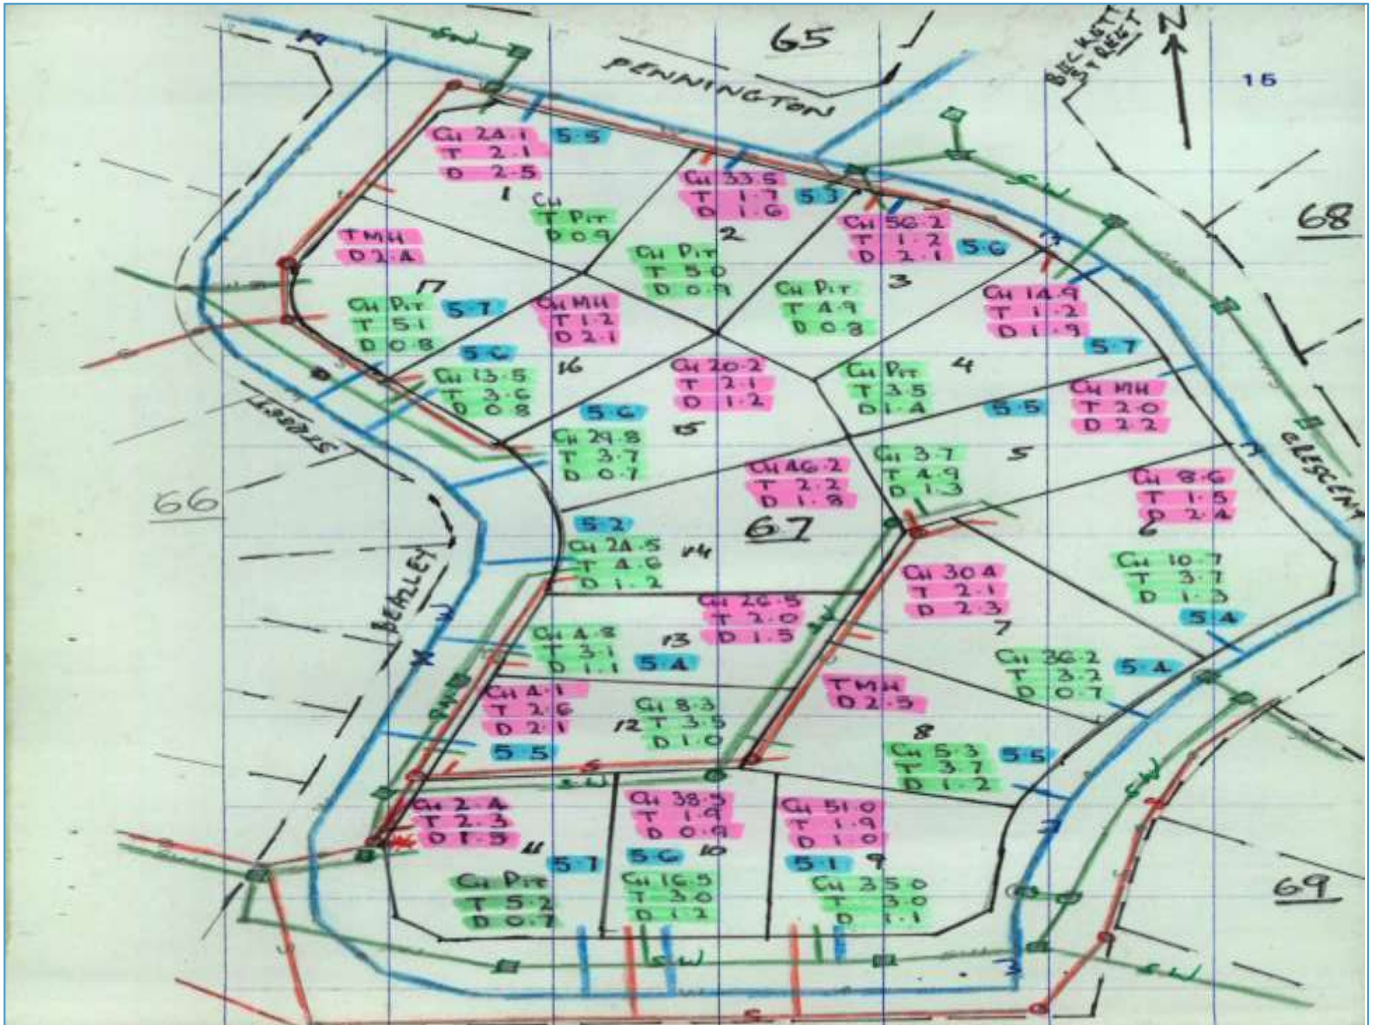 65
PENNINGTON
BECKETT
STREET
N
15
SW
CH 24.1
T 2.1
D 2.5
5.5
1
CH
T PIT
D 0.9
CH 33.5
T 1.7
D 1.6
5.3
2
CH PIT
T 5.0
D 0.9
CH 56.2
T 1.2
D 2.1
5.6
3
CH PIT
T 4.9
D 0.8
68
SW
T MH
D 2.4
17
CH PIT
T 5.1
D 0.8
5.7
CH MH
T 1.2
D 2.1
16
5.6
CH 13.5
T 3.6
D 0.8
CH 14.9
T 1.2
D 1.9
5.7
4
CH PIT
T 3.5
D 1.4
CH 20.2
T 2.1
D 1.2
15
5.6
CH 29.8
T 3.7
D 0.7
CH MH
T 2.0
D 2.2
5.5
5
CH 3.7
T 4.9
D 1.3
STREET
CRESCENT
66
CH 46.2
T 2.2
D 1.8
67
5.2
CH 24.5
T 4.6
D 1.2
14
CH 8.6
T 1.5
D 2.4
6
CH 10.7
T 3.7
D 1.3
5.4
BEAZLEY
CH 30.4
T 2.1
D 2.3
7
CH 26.5
T 2.0
D 1.5
13
CH 4.8
T 3.1
D 1.1
5.4
SW
CH 36.2
T 3.2
D 0.7
5.4
T MH
D 2.5
8
CH 5.3
T 3.7
D 1.2
5.5
CH 4.1
T 2.6
D 2.1
12
CH 8.3
T 3.5
D 1.0
5.5
S
SW
SW
CH 2.4
T 2.3
D 1.5
11
5.7
CH PIT
T 5.2
D 0.7
CH 38.5
T 1.9
D 0.9
5.6
10
CH 16.5
T 3.0
D 1.2
CH 51.0
T 1.9
D 1.0
5.1
9
CH 35.0
T 3.0
D 1.1
69
SW
SW
S